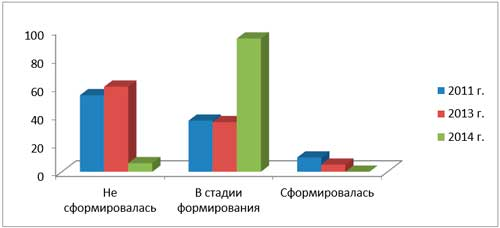 100
80
60
40
20
0
Не
сформировалась
В стадии
формирования
Сформировалась
2011 г.
2013 г.
2014 г.